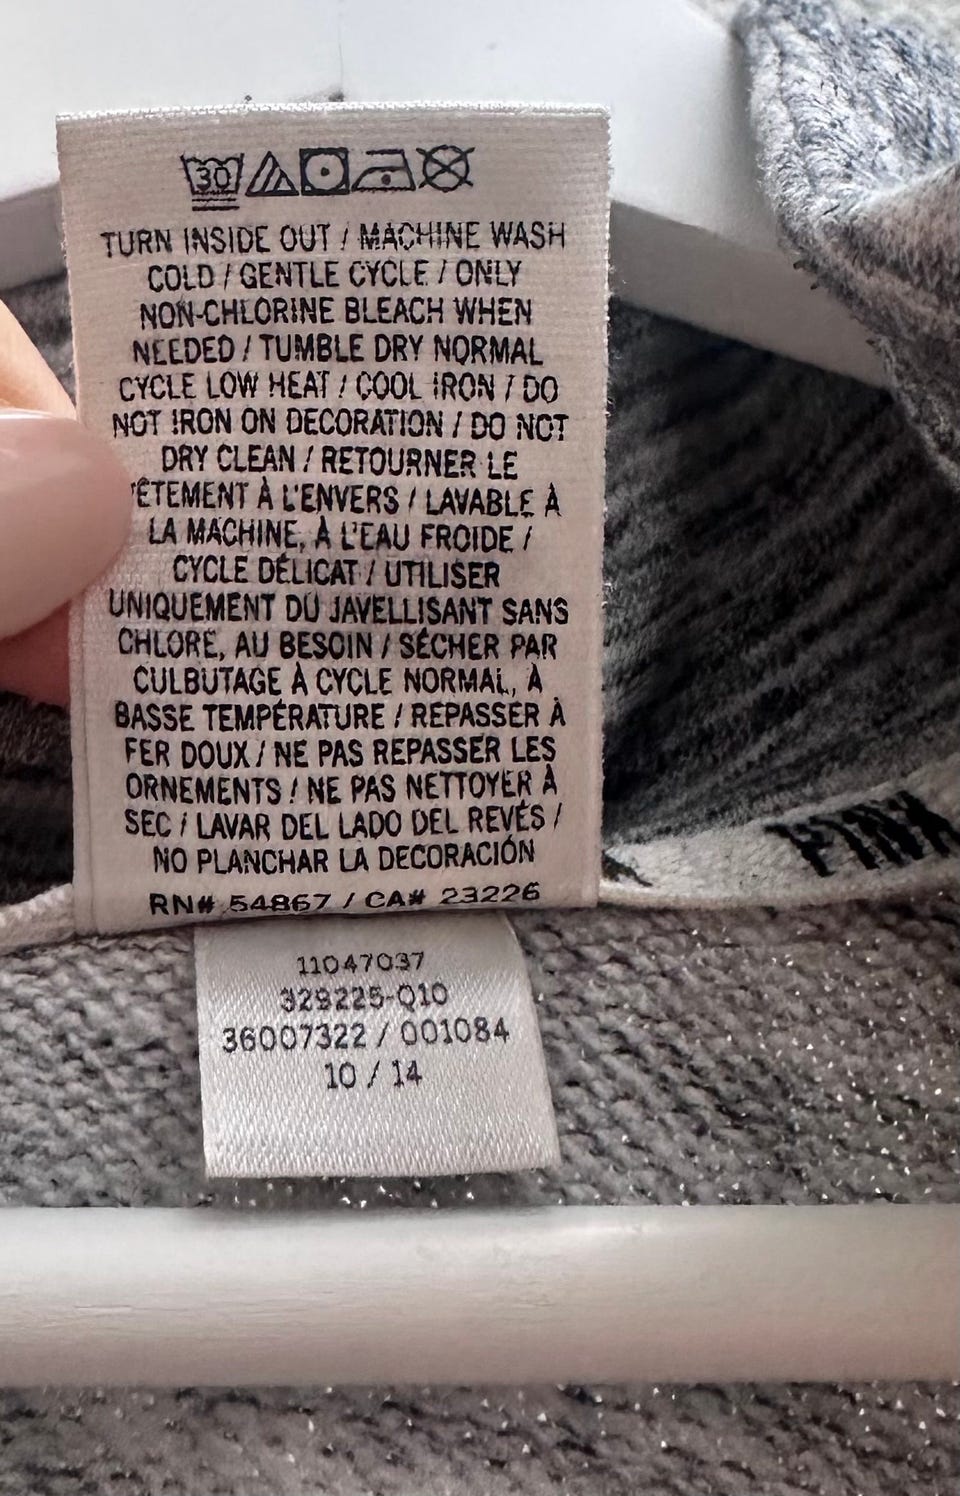 30
TURN INSIDE OUT / MACHINE WASH
COLD / GENTLE CYCLE / ONLY
NON-CHLORINE BLEACH WHEN
NEEDED / TUMBLE DRY NORMAL
CYCLE LOW HEAT / COOL IRON / DO
NOT IRON ON DECORATION / DO NOT
DRY CLEAN / RETOURNER LE
ÊTEMENT À L'ENVERS / LAVABLE À
LA MACHINE, À L'EAU FROIDE /
CYCLE DÉLICAT / UTILISER
UNIQUEMENT DU JAVELLISANT SANS
CHLORE, AU BESOIN / SÉCHER PAR
CULBUTAGE À CYCLE NORMAL, À
BASSE TEMPÉRATURE / REPASSER À
FER DOUX / NE PAS REPASSER LES
ORNEMENTS / NE PAS NETTOYER À
SEC / LAVAR DEL LADO DEL REVÉS /
NO PLANCHAR LA DECORACIÓN
RN# 54867 / CA# 23226
PINK
11047037
329225-Q10
36007322 / 001084
10 / 14